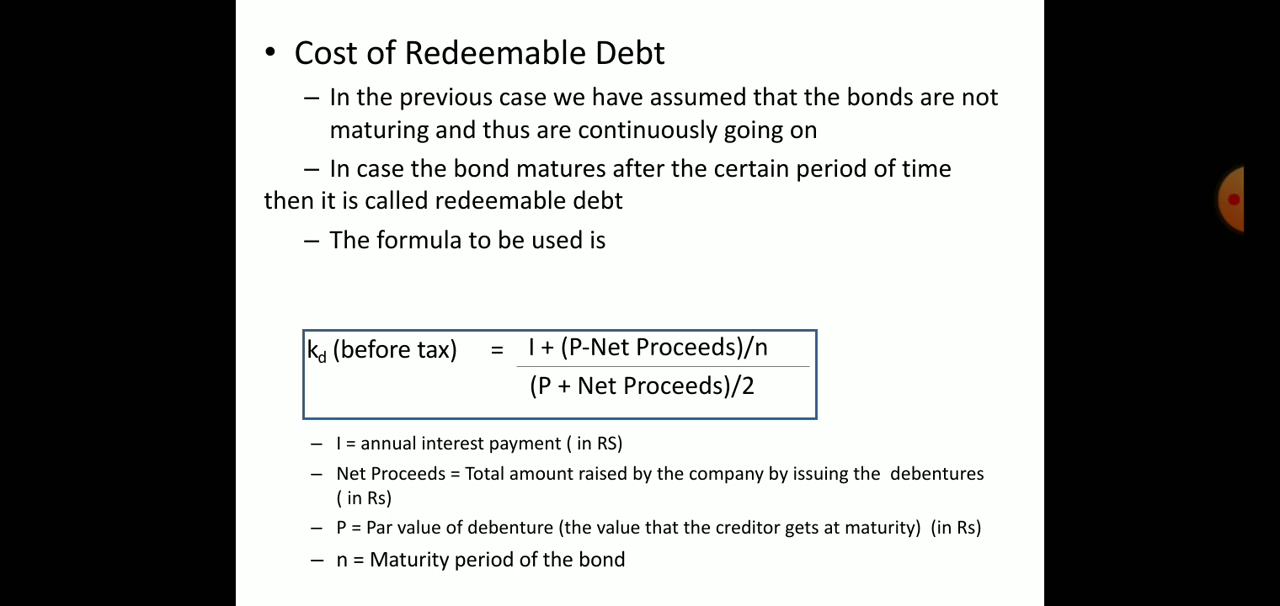 • Cost of Redeemable Debt
– In the previous case we have assumed that the bonds are not
maturing and thus are continuously going on
– In case the bond matures after the certain period of time
then it is called redeemable debt
– The formula to be used is
kd (before tax) = I + (P-Net Proceeds)/n
(P + Net Proceeds)/2
– I = annual interest payment ( in RS)
– Net Proceeds = Total amount raised by the company by issuing the debentures
( in Rs)
– P = Par value of debenture (the value that the creditor gets at maturity) (in Rs)
– n = Maturity period of the bond